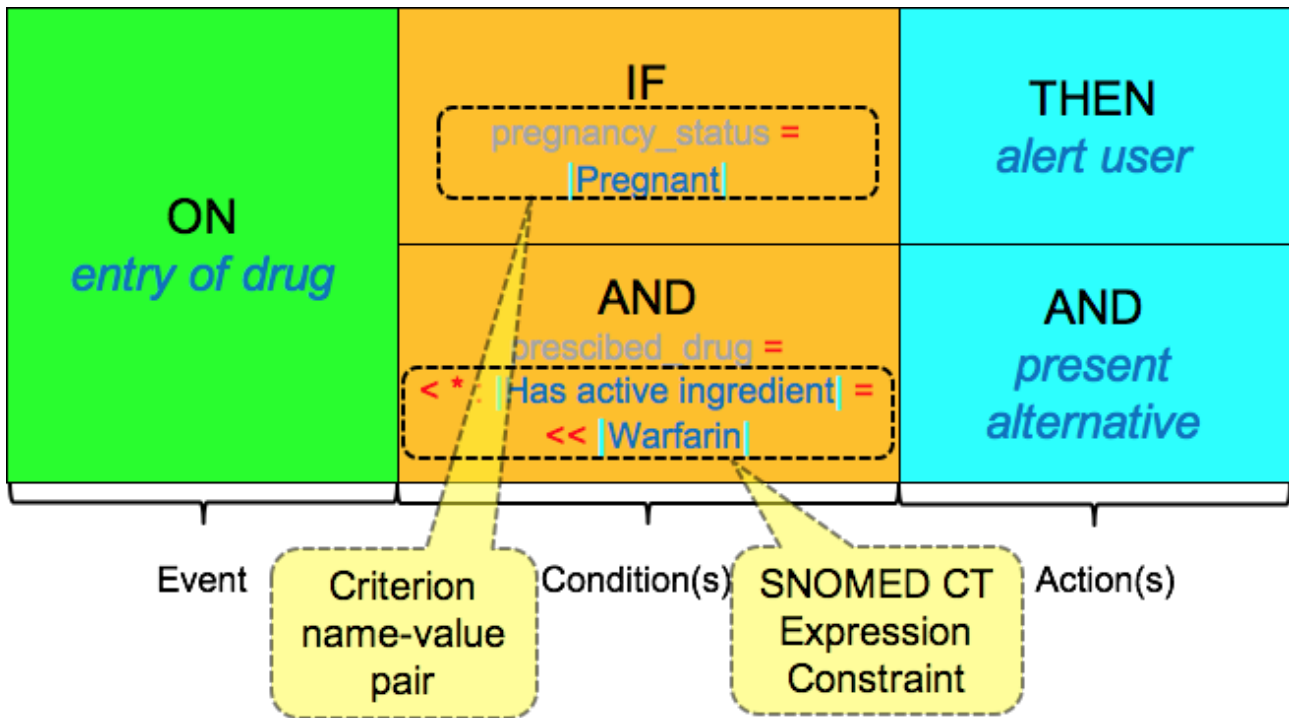 ON
entry of drug
IF
pregnancy_status =
|Pregnant|
AND
prescibed_drug =
< * : |Has active ingredient| =
<< |Warfarin|
THEN
alert user
AND
present
alternative
Event
Condition(s)
Action(s)
Criterion
name-value
pair
SNOMED CT
Expression
Constraint